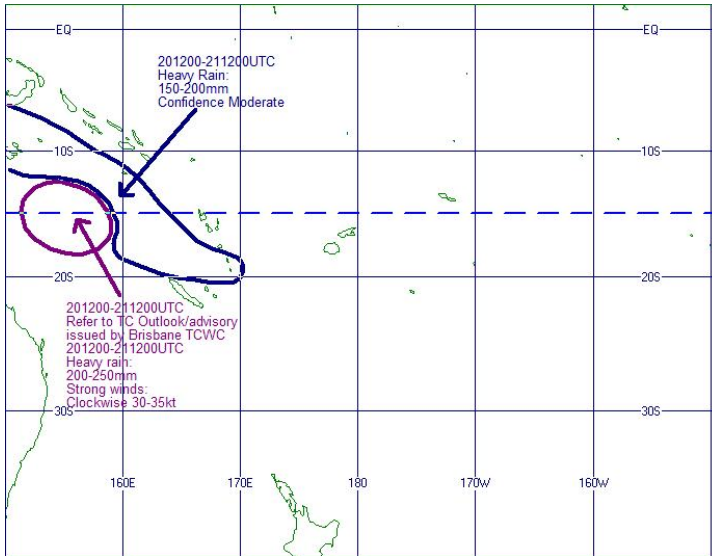 EQ
EQ
201200-211200UTC
Heavy Rain:
150-200mm
Confidence Moderate
10S
10S
20S
20S
201200-211200UTC
Refer to TC Outlook/advisory
issued by Brisbane TCWC
201200-211200UTC
Heavy rain:
200-250mm
Strong winds:
Clockwise 30-35kt
30S
30S
160E
170E
180
170W
160W